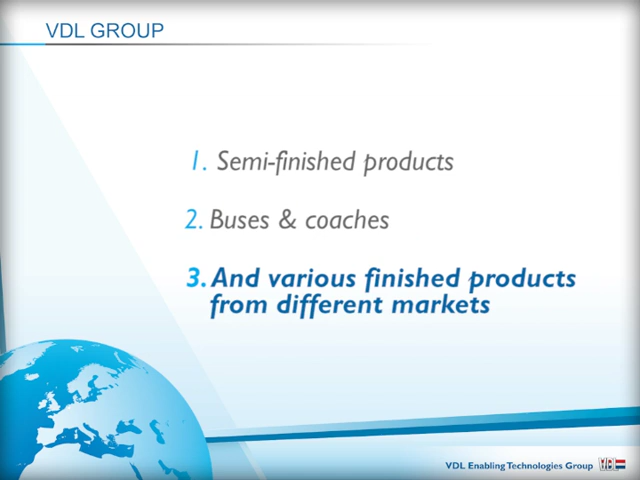 VDL GROUP
1. Semi-finished products
2. Buses & coaches
3. And various finished products
from different markets
VDL Enabling Technologies Group VDL